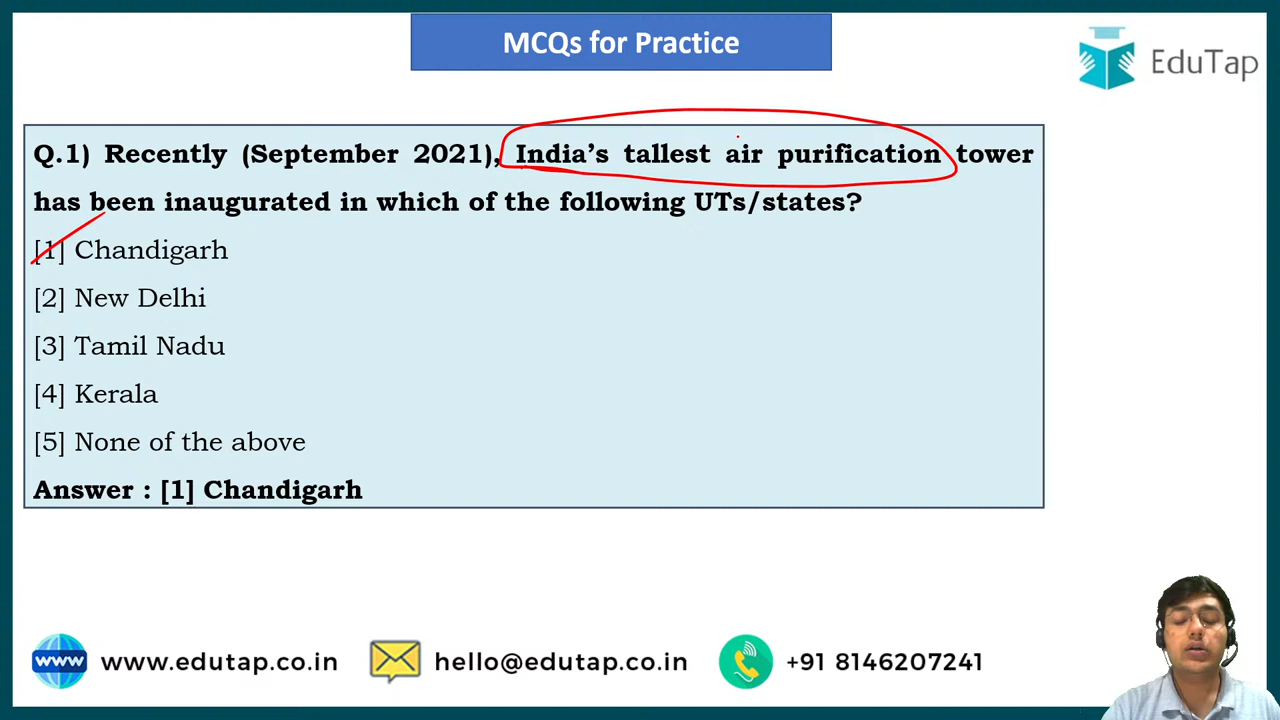 MCQs for Practice
EduTap
Q.1) Recently (September 2021), India’s tallest air purification tower
has been inaugurated in which of the following UTs/states?
[1] Chandigarh
[2] New Delhi
[3] Tamil Nadu
[4] Kerala
[5] None of the above
Answer : [1] Chandigarh
www www.edutap.co.in hello@edutap.co.in +91 8146207241